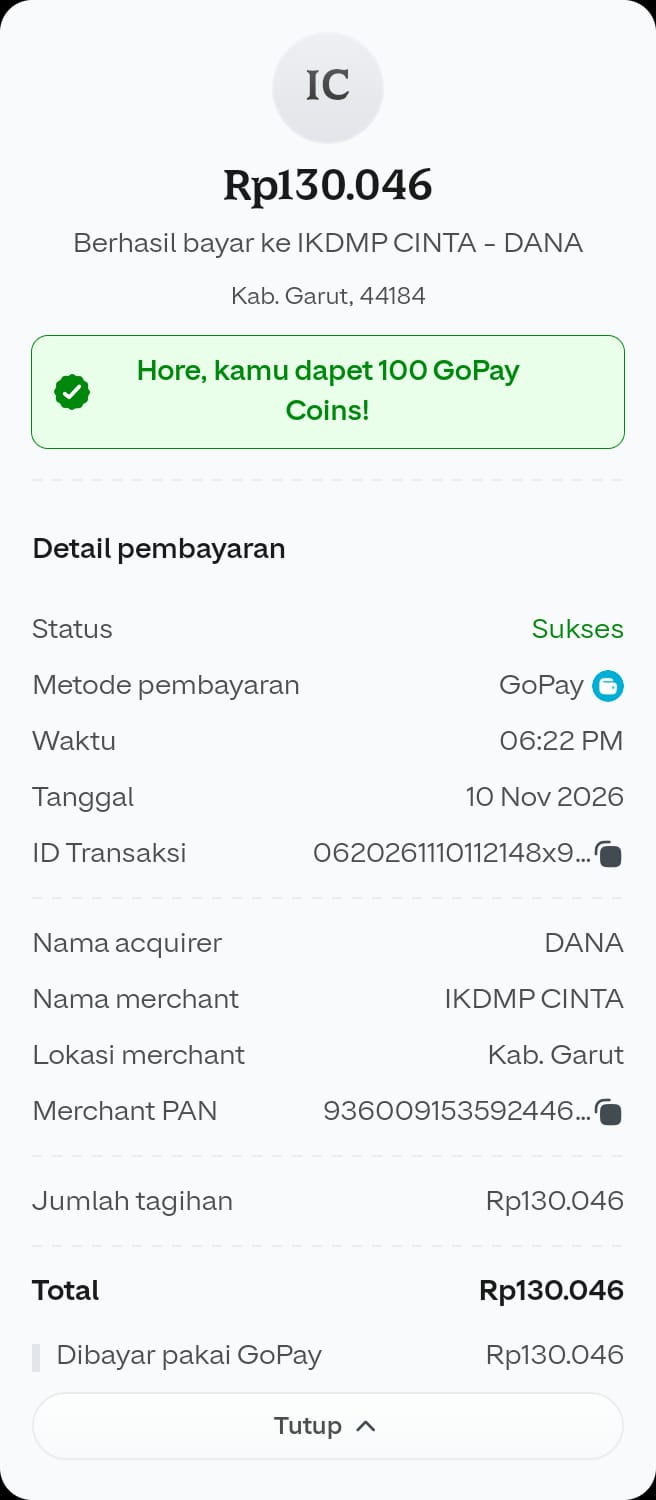 IC
Rp130.046
Berhasil bayar ke IKDMP CINTA - DANA
Kab. Garut, 44184
Hore, kamu dapet 100 GoPay
Coins!
Detail pembayaran
Status Sukses
Metode pembayaran GoPay
Waktu 06:22 PM
Tanggal 10 Nov 2026
ID Transaksi 0620261110112148x9...
Nama acquirer DANA
Nama merchant IKDMP CINTA
Lokasi merchant Kab. Garut
Merchant PAN 936009153592446...
Jumlah tagihan Rp130.046
Total Rp130.046
Dibayar pakai GoPay Rp130.046
Tutup